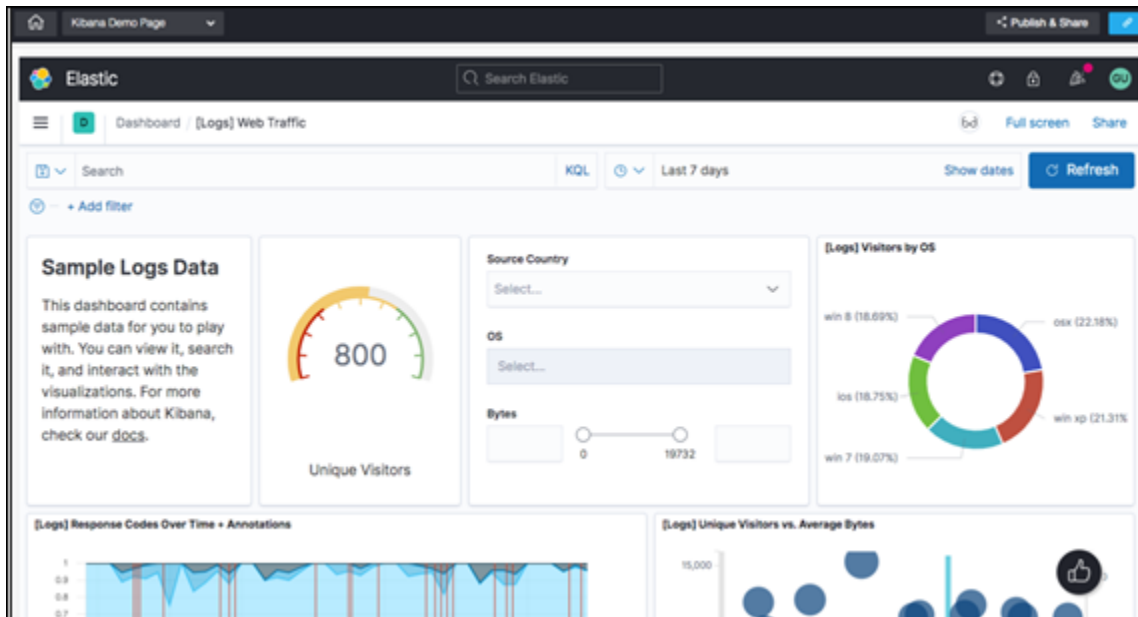 Kibana Demo Page
Publish & Share
Elastic
Search Elastic
GU
D
Dashboard / [Logs] Web Traffic
Full screen
Share
Search
KQL
Last 7 days
Show dates
Refresh
+ Add filter
Sample Logs Data
This dashboard contains
sample data for you to play
with. You can view it, search
it, and interact with the
visualizations. For more
information about Kibana,
check our docs.
800
Unique Visitors
Source Country
Select...
OS
Select...
Bytes
0
19732
[Logs] Visitors by OS
win 8 (18.69%)
osx (22.18%)
ios (18.75%)
win xp (21.31%
win 7 (19.07%)
[Logs] Response Codes Over Time + Annotations
1
0.9
0.8
0.7
[Logs] Unique Visitors vs. Average Bytes
15,000